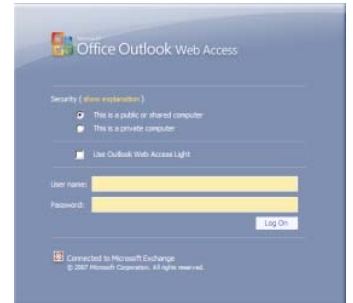 Microsoft
Office Outlook Web Access
Security ( show explanation )
This is a public or shared computer
This is a private computer
Use Outlook Web Access Light
User name:
Password:
Log On
Connected to Microsoft Exchange
© 2007 Microsoft Corporation. All rights reserved.